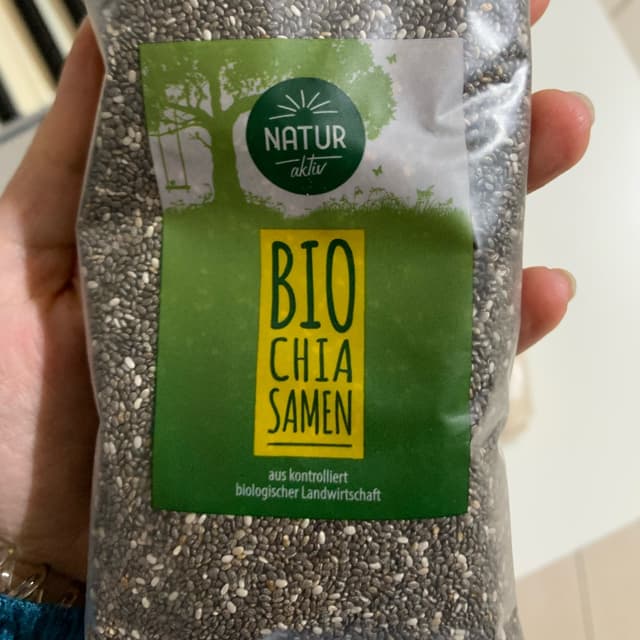 NATUR
aktiv
BIO
CHIA
SAMEN
aus kontrolliert
biologischer Landwirtschaft